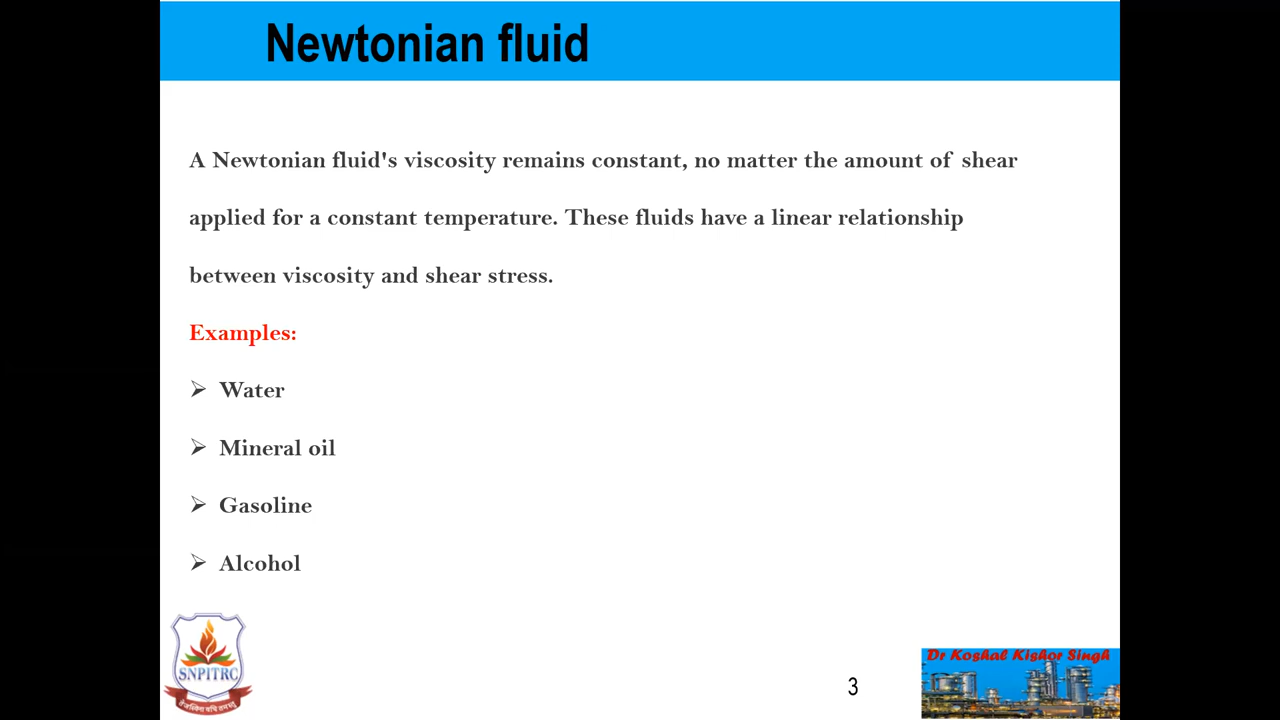 Newtonian fluid
A Newtonian fluid's viscosity remains constant, no matter the amount of shear
applied for a constant temperature. These fluids have a linear relationship
between viscosity and shear stress.
Examples:
➢ Water
➢ Mineral oil
➢ Gasoline
➢ Alcohol
SNPITRC
3
Dr Koshal Kishor Singh